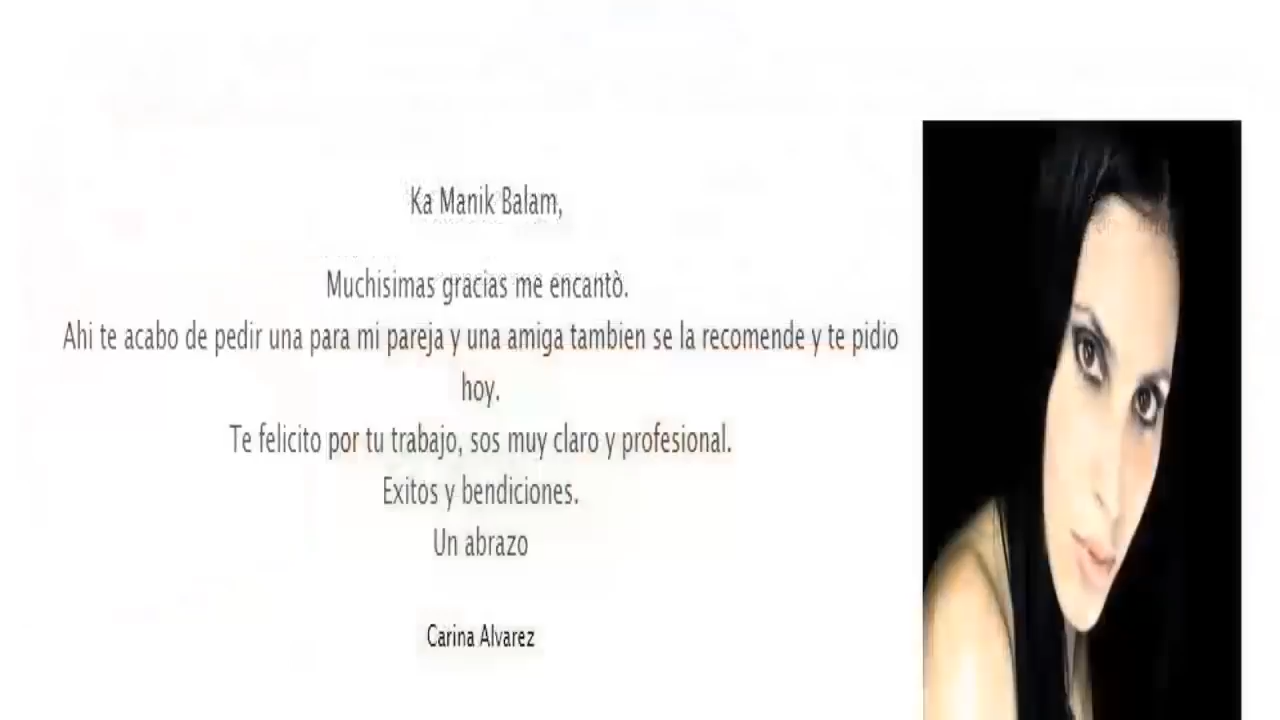 Ka Manik Balam,
Muchisimas gracias me encantò.
Ahi te acabo de pedir una para mi pareja y una amiga tambien se la recomende y te pidio
hoy.
Te felicito por tu trabajo, sos muy claro y profesional.
Exitos y bendiciones.
Un abrazo
Carina Alvarez